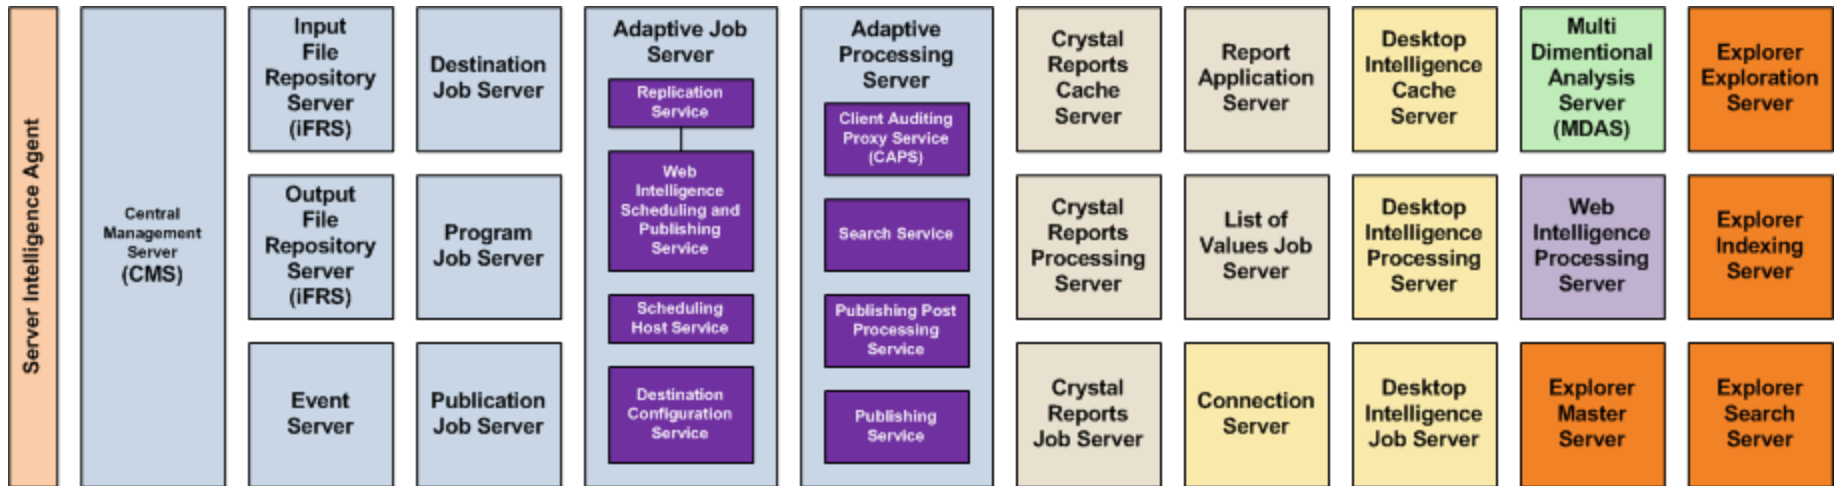 Server Intelligence Agent
Central
Management
Server
(CMS)
Input
File
Repository
Server
(iFRS)
Output
File
Repository
Server
(iFRS)
Event
Server
Destination
Job Server
Program
Job Server
Publication
Job Server
Adaptive Job
Server
Replication
Service
Web
Intelligence
Scheduling and
Publishing
Service
Scheduling
Host Service
Destination
Configuration
Service
Adaptive
Processing
Server
Client Auditing
Proxy Service
(CAPS)
Search Service
Publishing Post
Processing
Service
Publishing
Service
Crystal
Reports
Cache
Server
Crystal
Reports
Processing
Server
Crystal
Reports
Job Server
Report
Application
Server
List of
Values Job
Server
Connection
Server
Desktop
Intelligence
Cache
Server
Desktop
Intelligence
Processing
Server
Desktop
Intelligence
Job Server
Multi
Dimentional
Analysis
Server
(MDAS)
Web
Intelligence
Processing
Server
Explorer
Master
Server
Explorer
Exploration
Server
Explorer
Indexing
Server
Explorer
Search
Server